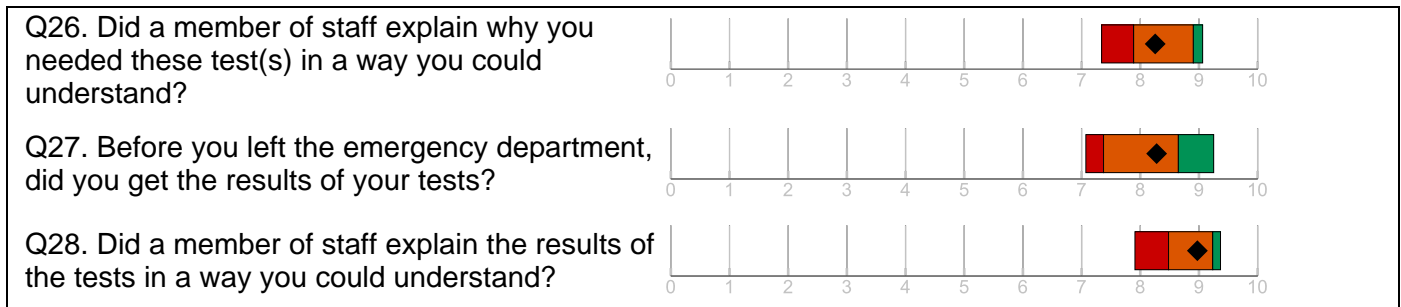 Q26. Did a member of staff explain why you
needed these test(s) in a way you could
understand?
0 1 2 3 4 5 6 7 8 9 10
Q27. Before you left the emergency department,
did you get the results of your tests?
0 1 2 3 4 5 6 7 8 9 10
Q28. Did a member of staff explain the results of
the tests in a way you could understand?
0 1 2 3 4 5 6 7 8 9 10